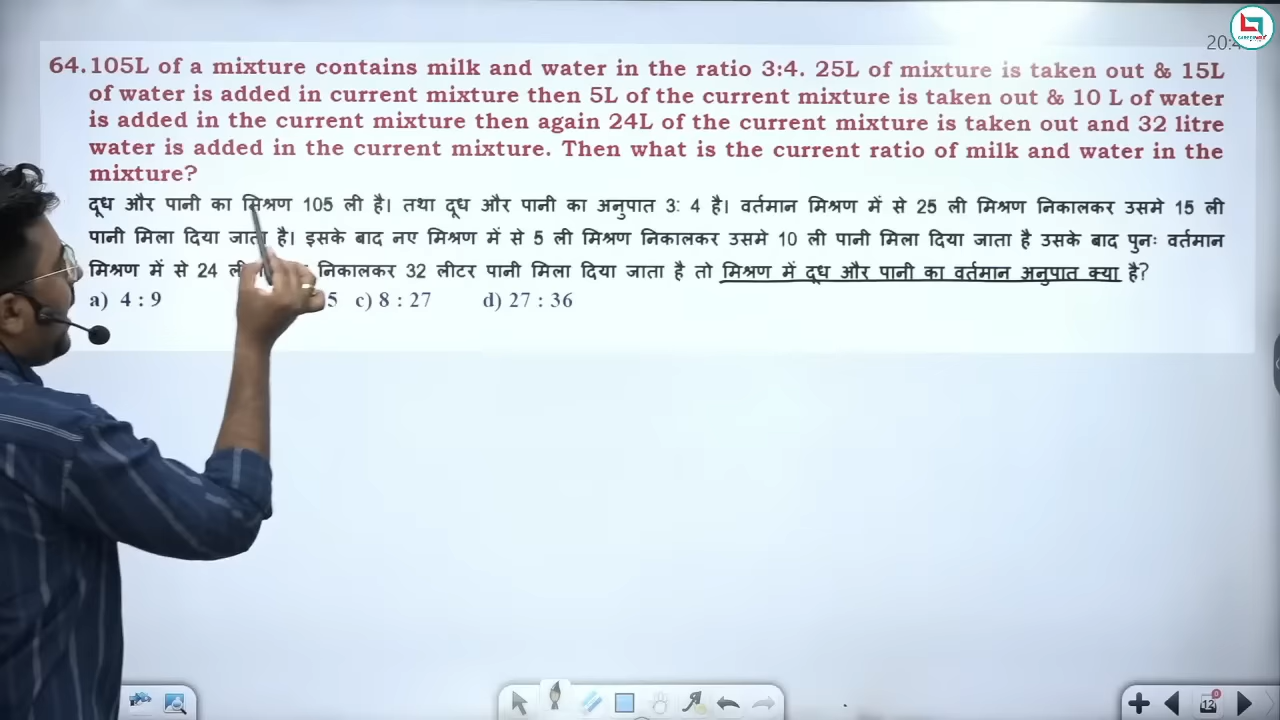 20:4
64. 105L of a mixture contains milk and water in the ratio 3:4. 25L of mixture is taken out & 15L
of water is added in current mixture then 5L of the current mixture is taken out & 10 L of water
is added in the current mixture then again 24L of the current mixture is taken out and 32 litre
water is added in the current mixture. Then what is the current ratio of milk and water in the
mixture?
दूध और पानी का मिश्रण 105 ली है। तथा दूध और पानी का अनुपात 3: 4 है। वर्तमान मिश्रण में से 25 ली मिश्रण निकालकर उसमे 15 ली
पानी मिला दिया जाता है। इसके बाद नए मिश्रण में से 5 ली मिश्रण निकालकर उसमे 10 ली पानी मिला दिया जाता है उसके बाद पुनः वर्तमान
मिश्रण में से 24 निकालकर 32 लीटर पानी मिला दिया जाता है तो मिश्रण में दूध और पानी का वर्तमान अनुपात क्या है?
a) 4 : 9 5 c) 8 : 27 d) 27 : 36
12